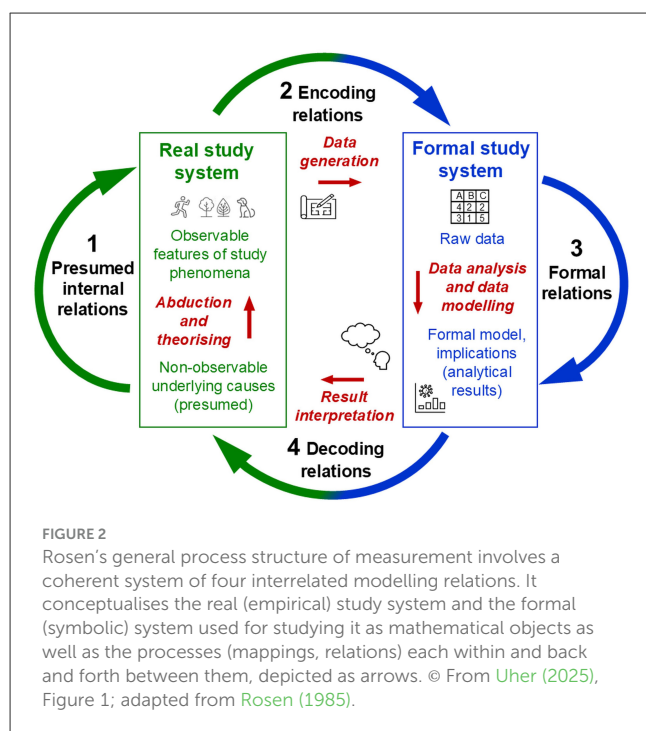 2 Encoding
relations
Real study
system
Data
generation
Formal study
system
A B C
4 2 2
3 1 5
Observable
features of study
phenomena
Raw data
1
Presumed
internal
relations
3
Formal
relations
Abduction
and
theorising
Data analysis
and data
modelling
Non-observable
underlying causes
(presumed)
Formal model,
implications
(analytical
results)
Result
interpretation
4 Decoding
relations
FIGURE 2
Rosen's general process structure of measurement involves a
coherent system of four interrelated modelling relations. It
conceptualises the real (empirical) study system and the formal
(symbolic) system used for studying it as mathematical objects as
well as the processes (mappings, relations) each within and back
and forth between them, depicted as arrows. © From Uher (2025),
Figure 1; adapted from Rosen (1985).